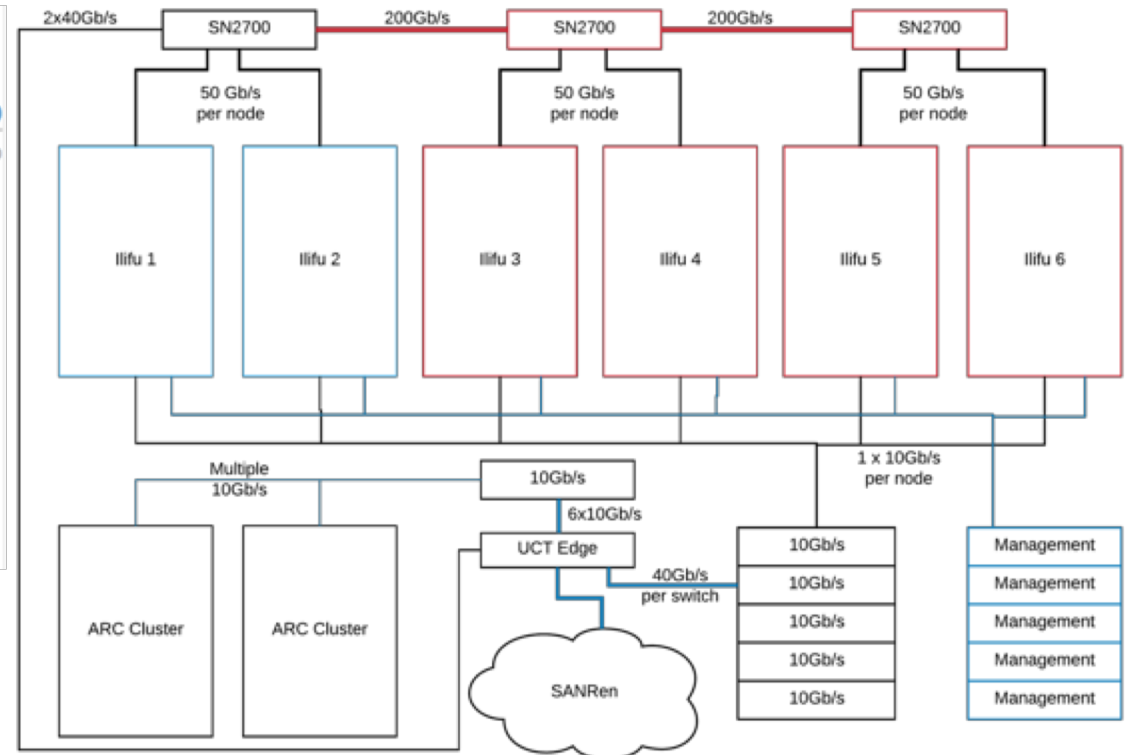 2x40Gb/s
SN2700
200Gb/s
SN2700
200Gb/s
SN2700
50 Gb/s
per node
50 Gb/s
per node
50 Gb/s
per node
Ilifu 1
Ilifu 2
Ilifu 3
Ilifu 4
Ilifu 5
Ilifu 6
Multiple
10Gb/s
10Gb/s
1 x 10Gb/s
per node
6x10Gb/s
UCT Edge
40Gb/s
per switch
ARC Cluster
ARC Cluster
SANRen
10Gb/s
10Gb/s
10Gb/s
10Gb/s
10Gb/s
Management
Management
Management
Management
Management